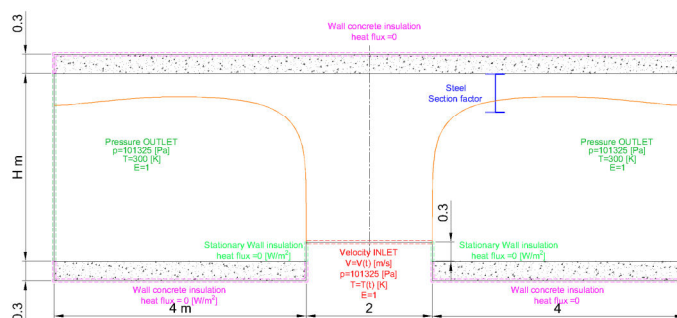 Wall concrete insulation
heat flux =0
0.3
Steel
Section factor
Pressure OUTLET
p=101325 [Pa]
T=300 [K]
E=1
Pressure OUTLET
p=101325 [Pa]
T=300 [K]
E=1
H m
0.3
Stationary Wall insulation
heat flux =0 [W/m²]
Velocity INLET
V=V(t) [m/s]
p=101325 [Pa]
T=T(t) [K]
E=1
Stationary Wall insulation
heat flux =0 [W/m²]
0.3
Wall concrete insulation
heat flux = 0 [W/m²]
Wall concrete insulation
heat flux =0
4 m
2
4